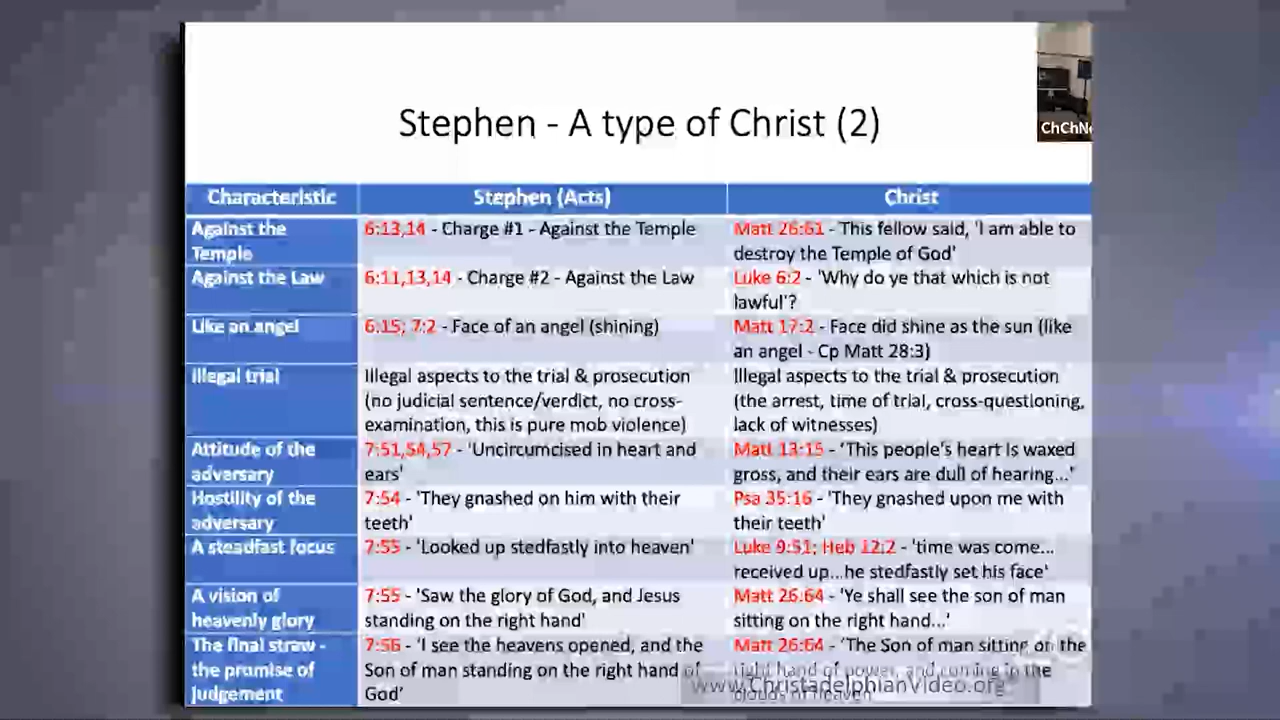 Stephen - A type of Christ (2)
ChChN
Characteristic Stephen (Acts) Christ
Against the Temple
6:13,14 - Charge #1 - Against the Temple
Matt 26:61 - This fellow said, 'I am able to
destroy the Temple of God'
Against the Law
6:11,13,14 - Charge #2 - Against the Law
Luke 6:2 - 'Why do ye that which is not
lawful'?
Like an angel
6.15; 7:2 - Face of an angel (shining)
Matt 17:2 - Face did shine as the sun (like
an angel - Cp Matt 28:3)
Illegal trial
Illegal aspects to the trial & prosecution
(no judicial sentence/verdict, no cross-
examination, this is pure mob violence)
Illegal aspects to the trial & prosecution
(the arrest, time of trial, cross-questioning,
lack of witnesses)
Attitude of the
adversary
7:51,54,57 - 'Uncircumcised in heart and
ears'
Matt 13:15 - 'This people's heart is waxed
gross, and their ears are dull of hearing...'
Hostility of the
adversary
7:54 - 'They gnashed on him with their
teeth'
Psa 35:16 - 'They gnashed upon me with
their teeth'
A steadfast focus
7:55 - 'Looked up stedfastly into heaven'
Luke 9:51; Heb 12:2 - 'time was come...
received up...he stedfastly set his face'
A vision of
heavenly glory
7:55 - 'Saw the glory of God, and Jesus
standing on the right hand'
Matt 26.64 - 'Ye shall see the son of man
sitting on the right hand...'
The final straw -
the promise of
Judgement
7:56 - 'I see the heavens opened, and the
Son of man standing on the right hand of
God'
Matt 26:64 - 'The Son of man sitting on the
right hand of power, and coming in the
clouds of heaven
www.ChristadelphianVideo.org